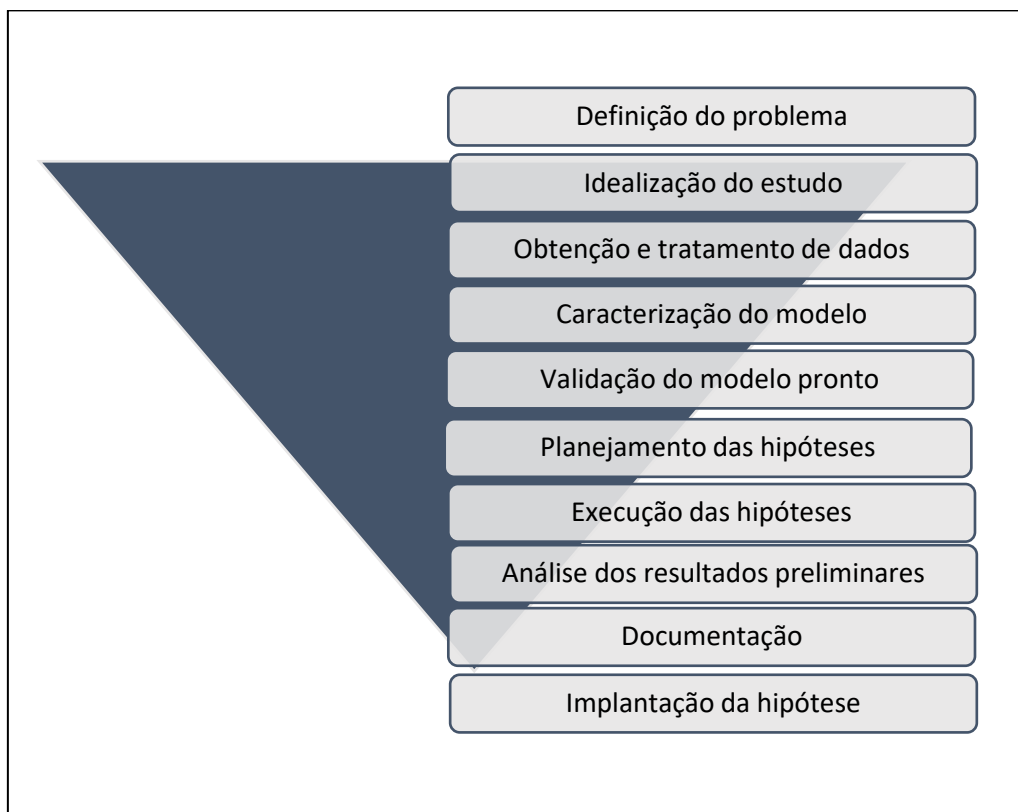 Definição do problema
Idealização do estudo
Obtenção e tratamento de dados
Caracterização do modelo
Validação do modelo pronto
Planejamento das hipóteses
Execução das hipóteses
Análise dos resultados preliminares
Documentação
Implantação da hipótese